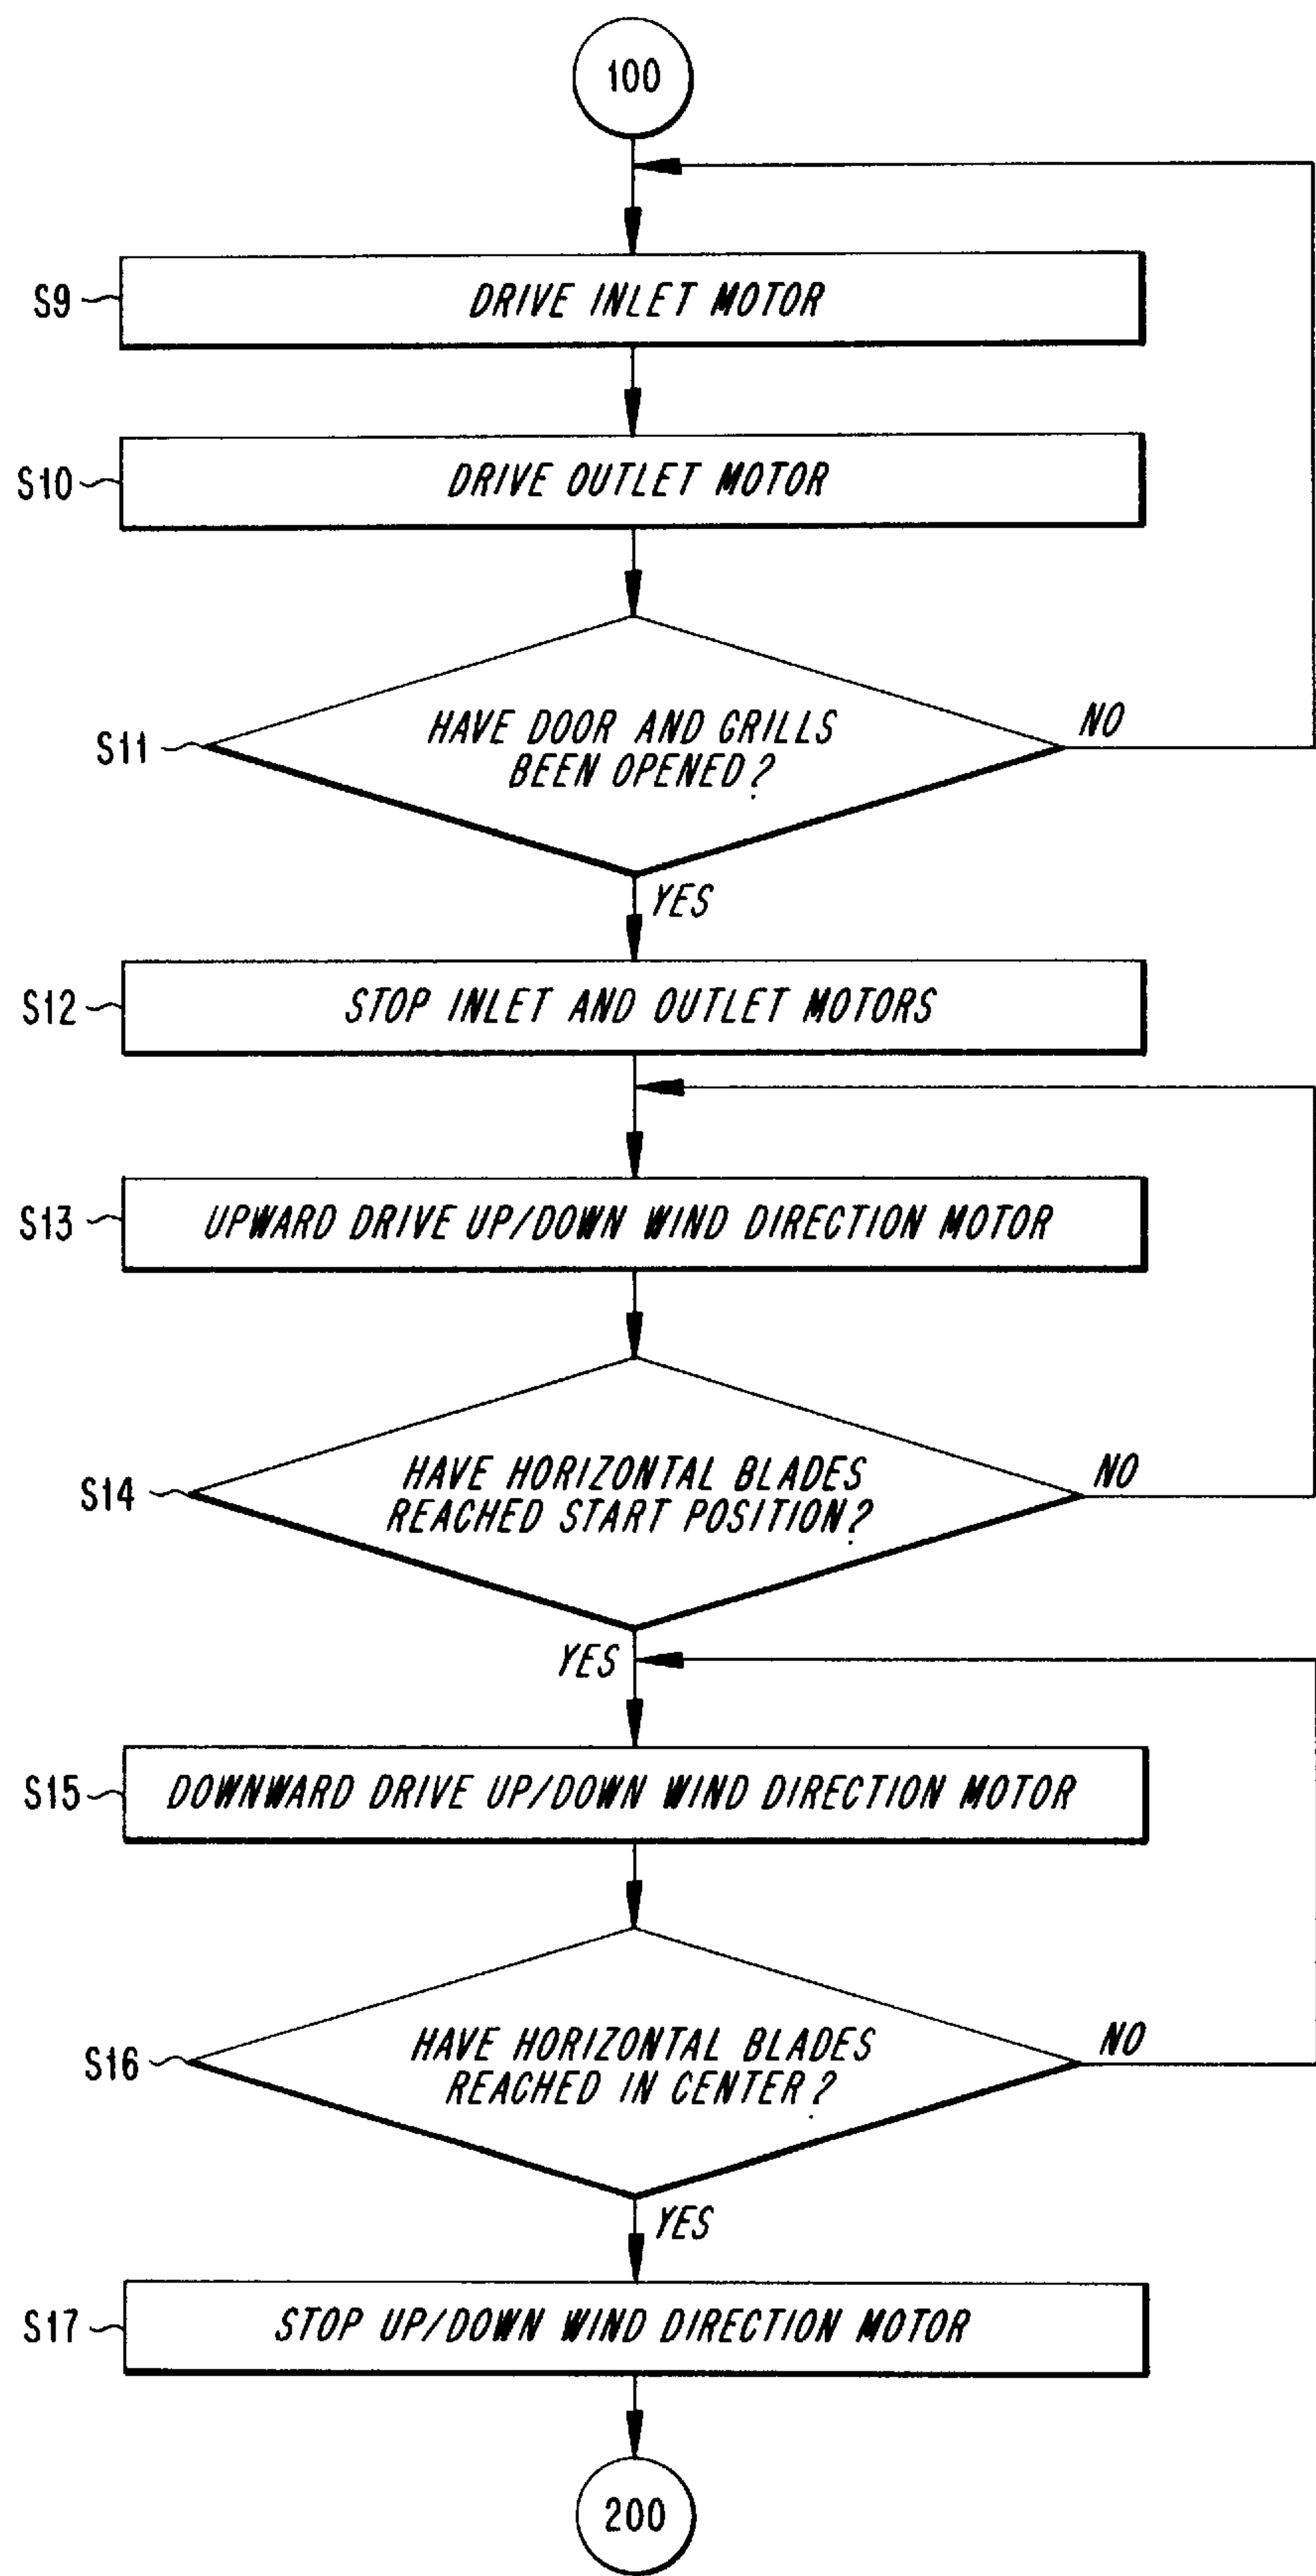 100
S9
DRIVE INLET MOTOR
S10
DRIVE OUTLET MOTOR
S11
HAVE DOOR AND GRILLS
BEEN OPENED?
NO
YES
S12
STOP INLET AND OUTLET MOTORS
S13
UPWARD DRIVE UP/DOWN WIND DIRECTION MOTOR
S14
HAVE HORIZONTAL BLADES
REACHED START POSITION?
NO
YES
S15
DOWNWARD DRIVE UP/DOWN WIND DIRECTION MOTOR
S16
HAVE HORIZONTAL BLADES
REACHED IN CENTER?
NO
YES
S17
STOP UP/DOWN WIND DIRECTION MOTOR
200